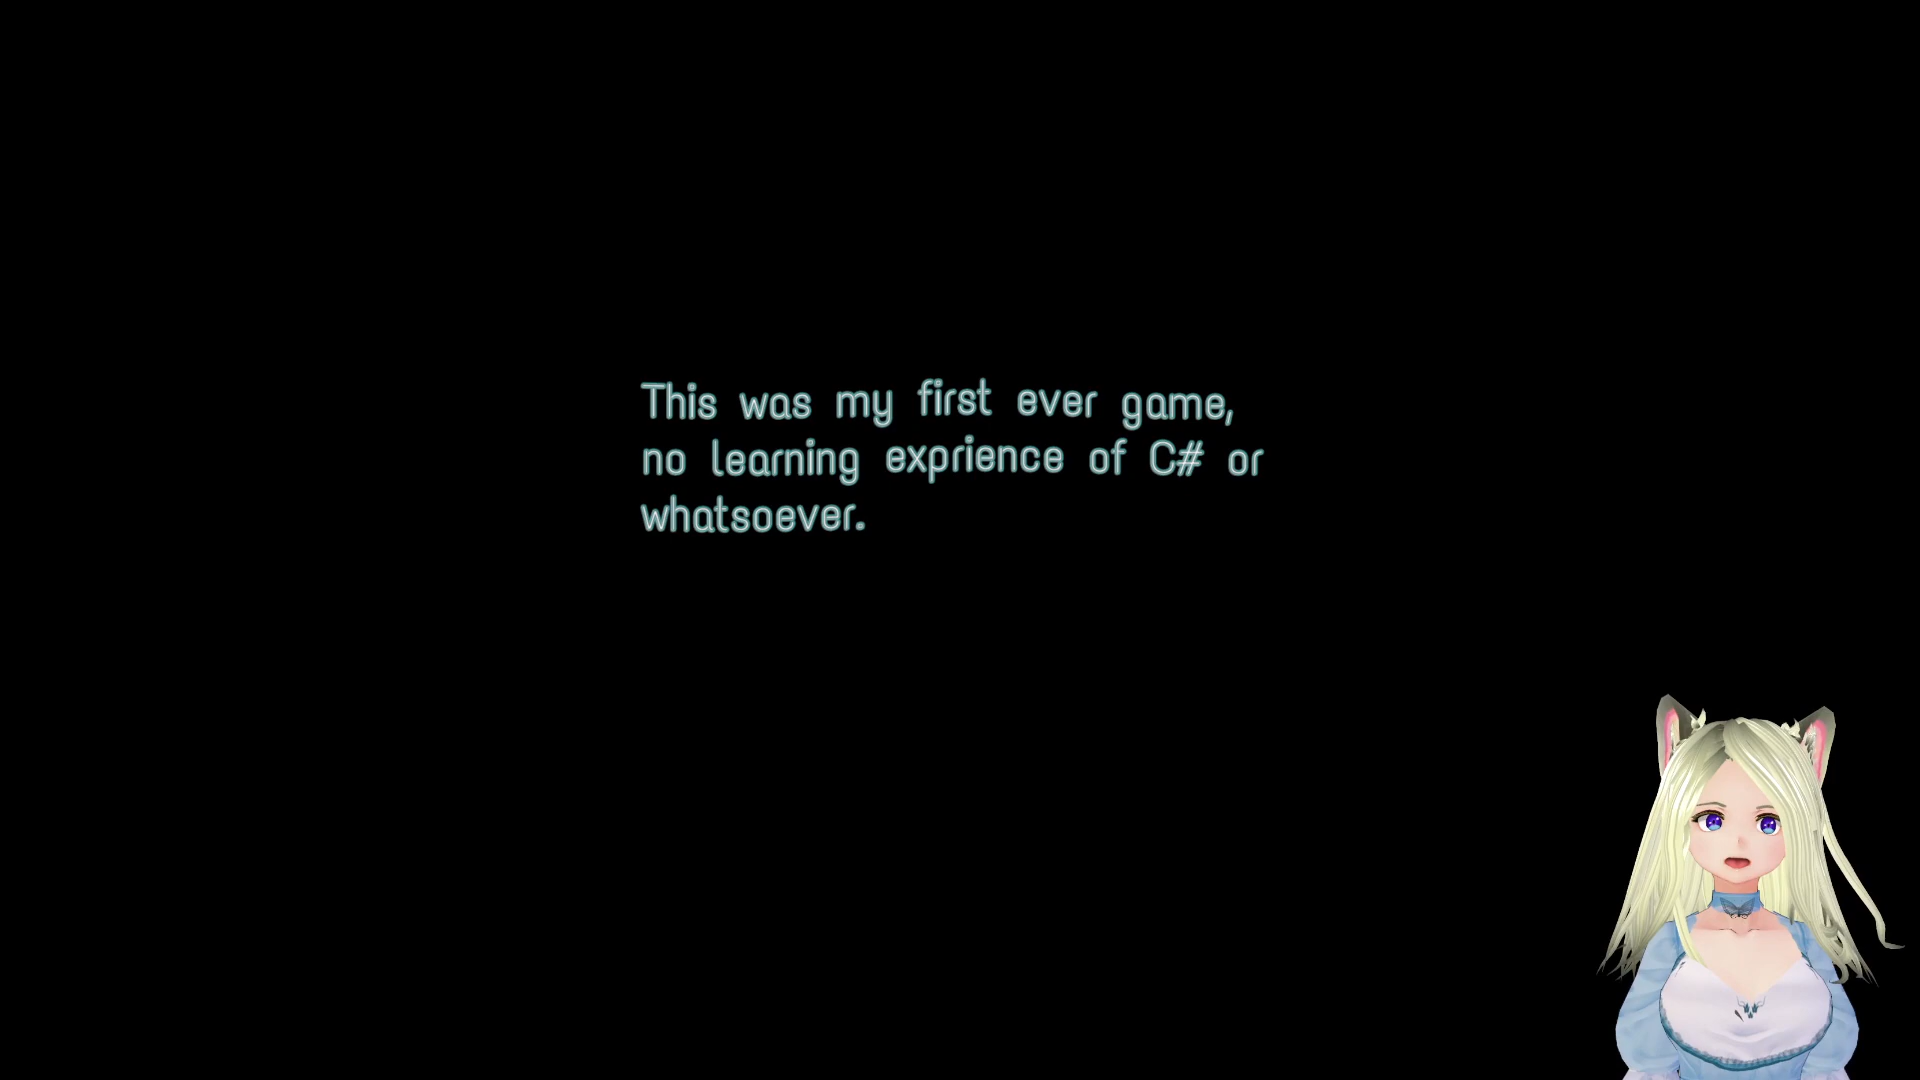 This was my first ever game,
no learning exprience of C# or
whatsoever.